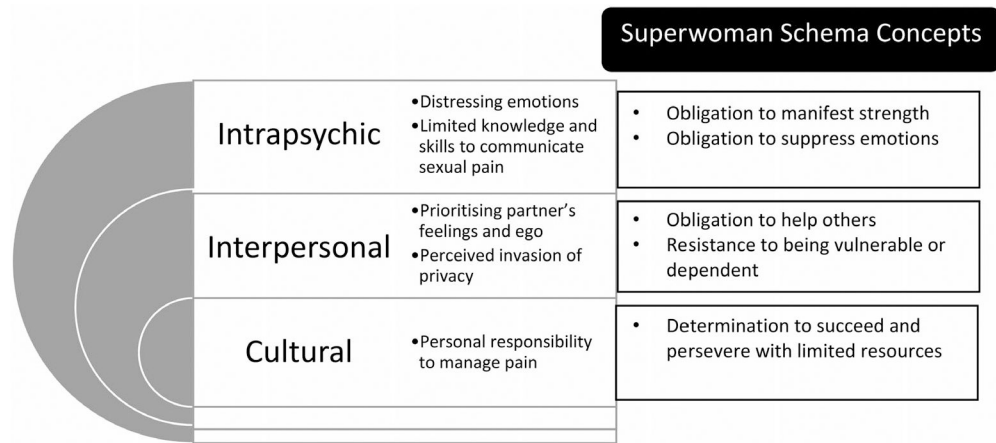 Superwoman Schema Concepts
Intrapsychic
•Distressing emotions
•Limited knowledge and
skills to communicate
sexual pain
• Obligation to manifest strength
• Obligation to suppress emotions
Interpersonal
•Prioritising partner's
feelings and ego
•Perceived invasion of
privacy
• Obligation to help others
• Resistance to being vulnerable or
dependent
Cultural
•Personal responsibility
to manage pain
• Determination to succeed and
persevere with limited resources